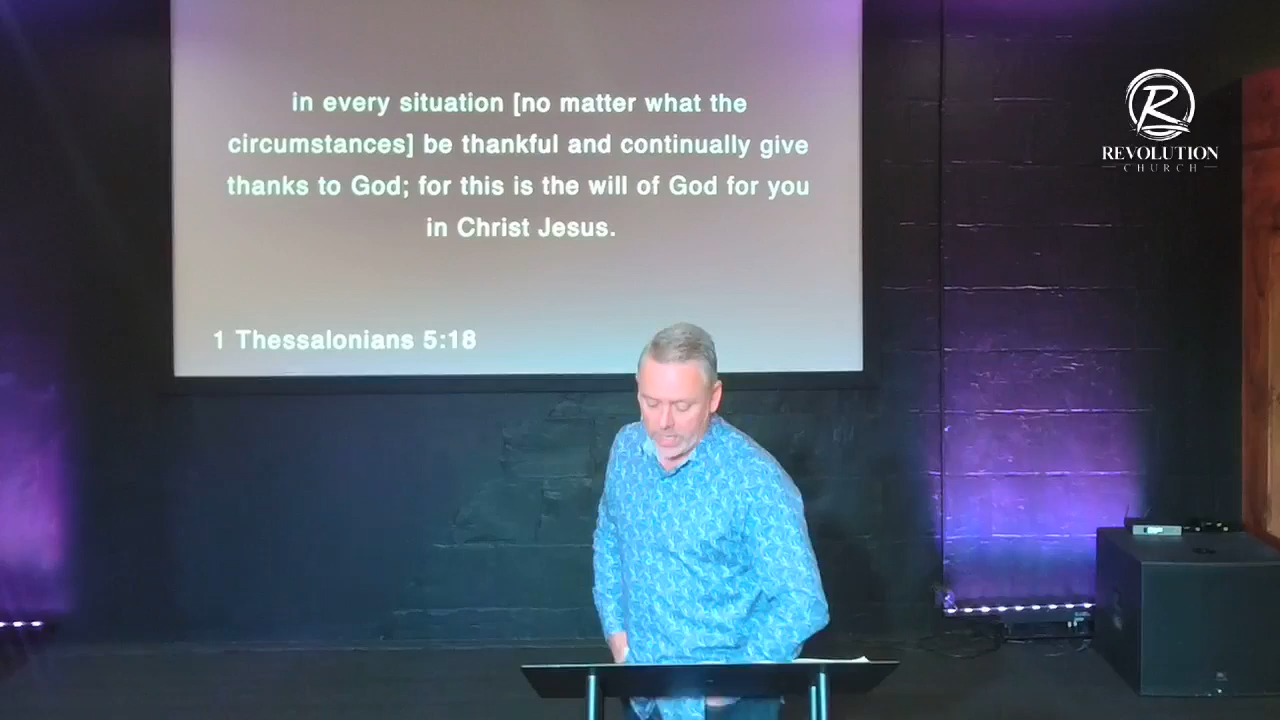 in every situation [no matter what the
circumstances] be thankful and continually give
thanks to God; for this is the will of God for you
in Christ Jesus.
1 Thessalonians 5:18
R
REVOLUTION
CHURCH